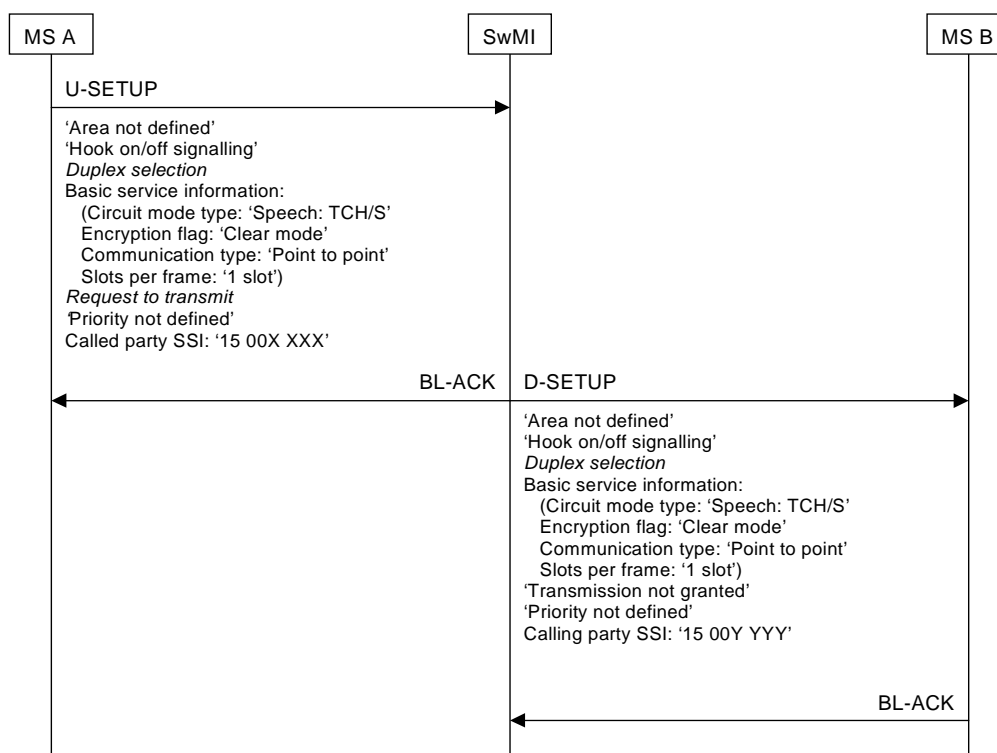 MS A
SwMI
MS B
U-SETUP
‘Area not defined’
‘Hook on/off signalling’
Duplex selection
Basic service information:
(Circuit mode type: ‘Speech: TCH/S’
Encryption flag: ‘Clear mode’
Communication type: ‘Point to point’
Slots per frame: ‘1 slot’)
Request to transmit
‘Priority not defined’
Called party SSI: ‘15 00X XXX’
BL-ACK
D-SETUP
‘Area not defined’
‘Hook on/off signalling’
Duplex selection
Basic service information:
(Circuit mode type: ‘Speech: TCH/S’
Encryption flag: ‘Clear mode’
Communication type: ‘Point to point’
Slots per frame: ‘1 slot’)
‘Transmission not granted’
‘Priority not defined’
Calling party SSI: ‘15 00Y YYY’
BL-ACK